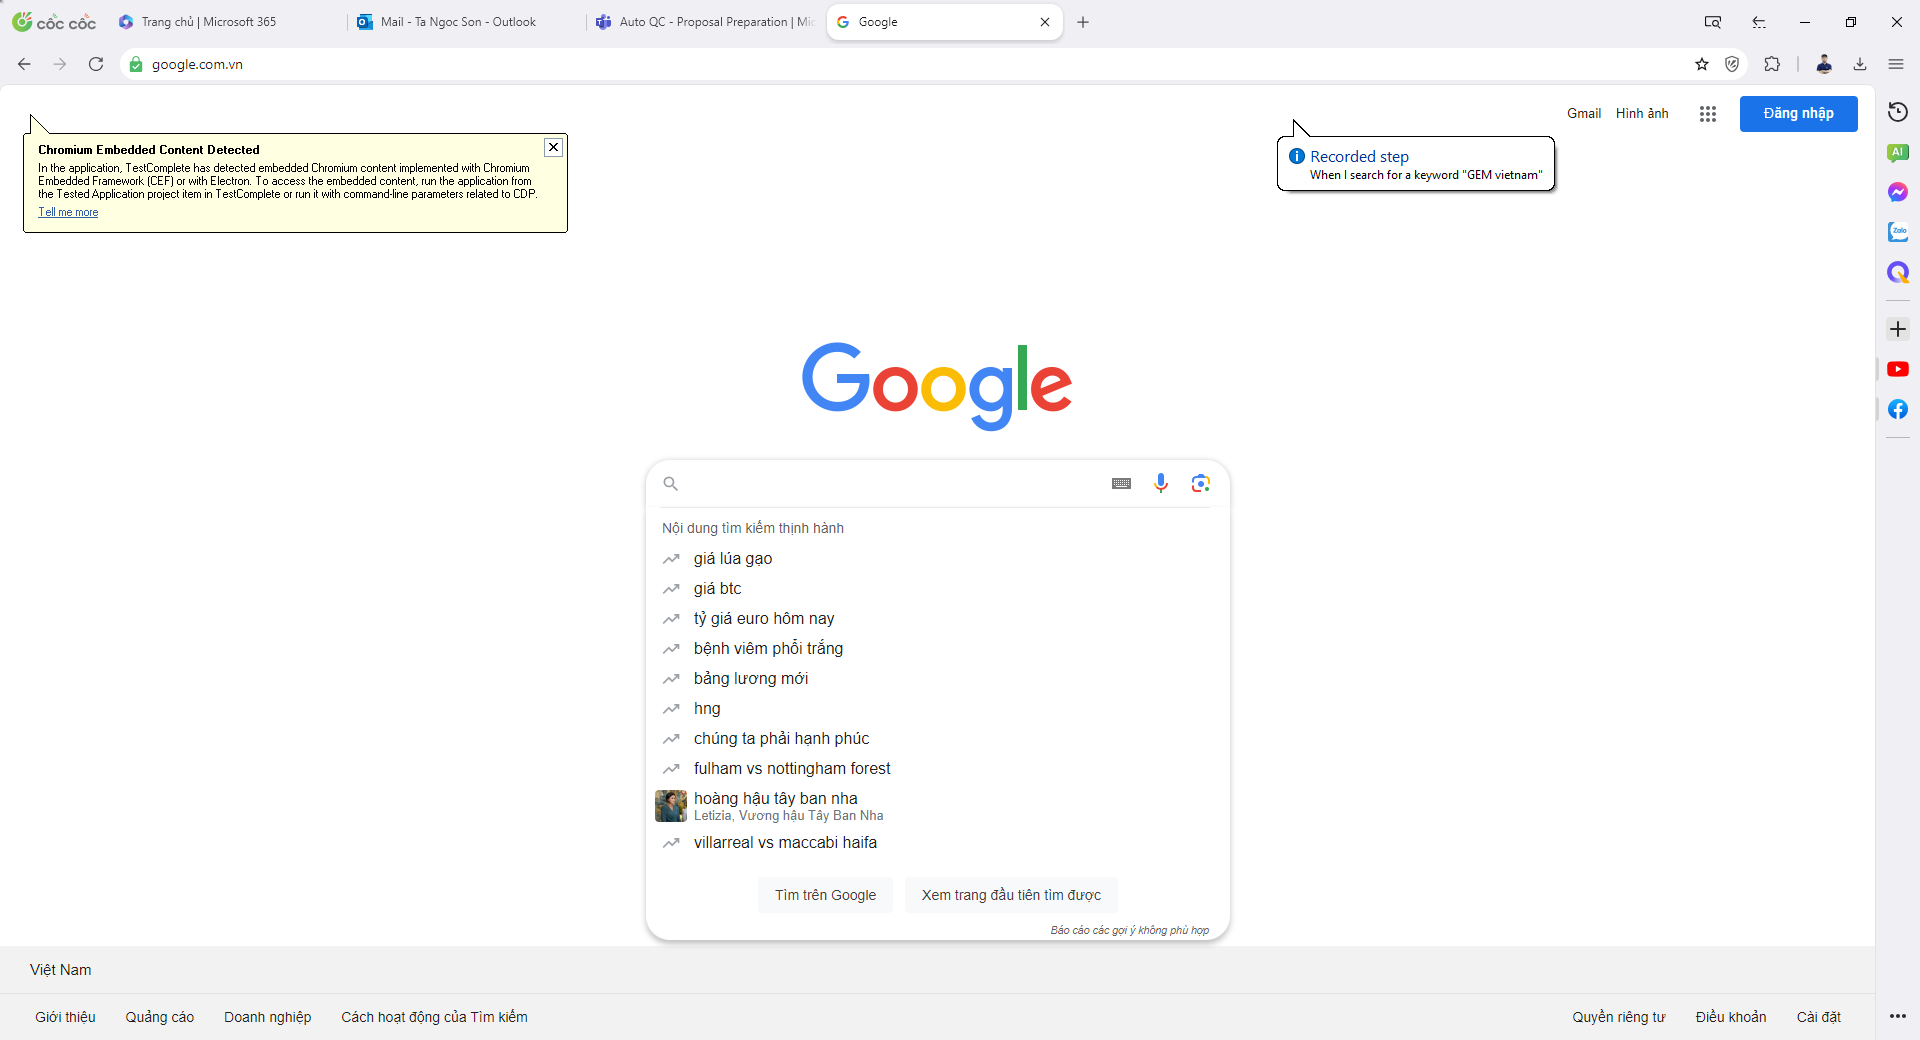 cốc cốc
Trang chủ | Microsoft 365
Mail - Ta Ngoc Son - Outlook
Auto QC - Proposal Preparation | Mic
Google
google.com.vn
Gmail
Hình ảnh
Đăng nhập
Chromium Embedded Content Detected
In the application, TestComplete has detected embedded Chromium content implemented with Chromium
Embedded Framework (CEF) or with Electron. To access the embedded content, run the application from
the Tested Application project item in TestComplete or run it with command-line parameters related to CDP.
Tell me more
Recorded step
When I search for a keyword "GEM vietnam"
AI
Zalo
Google
Nội dung tìm kiếm thịnh hành
giá lúa gạo
giá btc
tỷ giá euro hôm nay
bệnh viêm phổi trắng
bảng lương mới
hng
chúng ta phải hạnh phúc
fulham vs nottingham forest
hoàng hậu tây ban nha
Letizia, Vương hậu Tây Ban Nha
villarreal vs maccabi haifa
Tìm trên Google
Xem trang đầu tiên tìm được
Báo cáo các gợi ý không phù hợp
Việt Nam
Giới thiệu
Quảng cáo
Doanh nghiệp
Cách hoạt động của Tìm kiếm
Quyền riêng tư
Điều khoản
Cài đặt